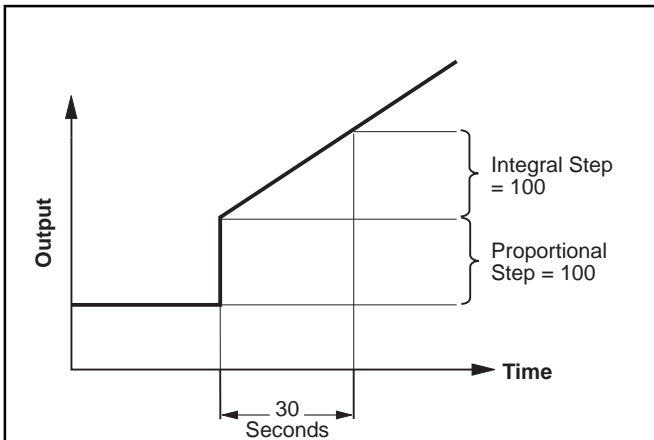 Output
Integral Step
= 100
Proportional
Step = 100
Time
30
Seconds